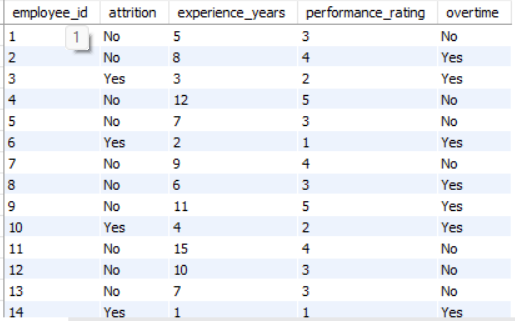 employee_id attrition experience_years performance_rating overtime
1 1 No 5 3 No
2 No 8 4 Yes
3 Yes 3 2 Yes
4 No 12 5 No
5 No 7 3 No
6 Yes 2 1 Yes
7 No 9 4 No
8 No 6 3 Yes
9 No 11 5 Yes
10 Yes 4 2 Yes
11 No 15 4 No
12 No 10 3 No
13 No 7 3 No
14 Yes 1 1 Yes